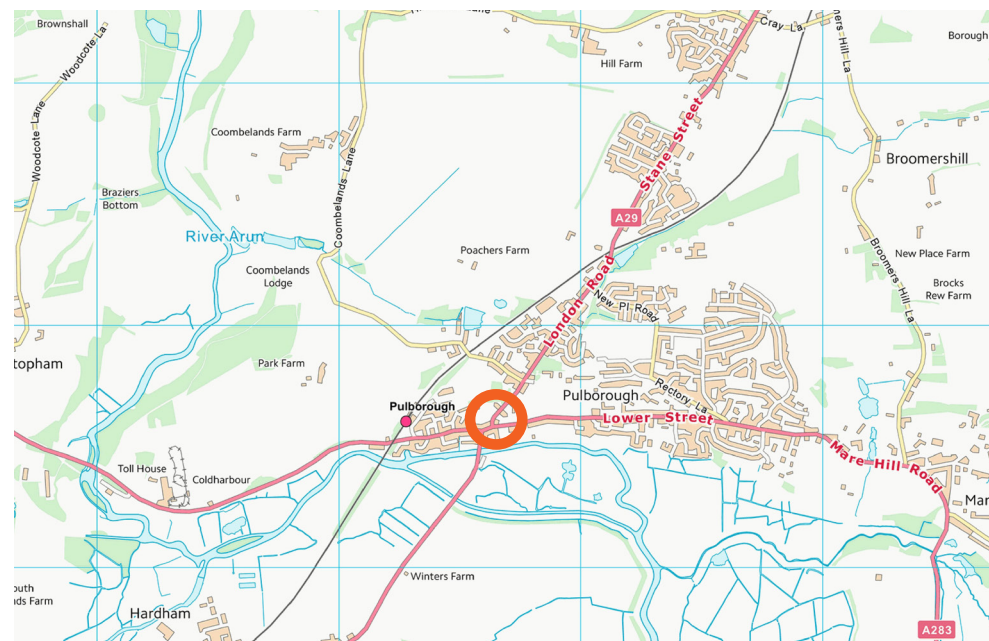 Brownshall
Woodcote La
Cray La
Hill Farm
Borough
Woodcote Lane
Coombelands Farm
Stane Street
Broomershill
Braziers
Bottom
Coombelands Lane
A29
River Arun
Poachers Farm
New Place Farm
Coombelands
Lodge
London Road
Broomers Hill La
Brocks
Rew Farm
New Pl Road
topham
Park Farm
Rectory La
Pulborough
Pulborough
Lower Street
Mare Hill Road
Toll House
Coldharbour
Mar
Winters Farm
outh
ds Farm
Hardham
A283